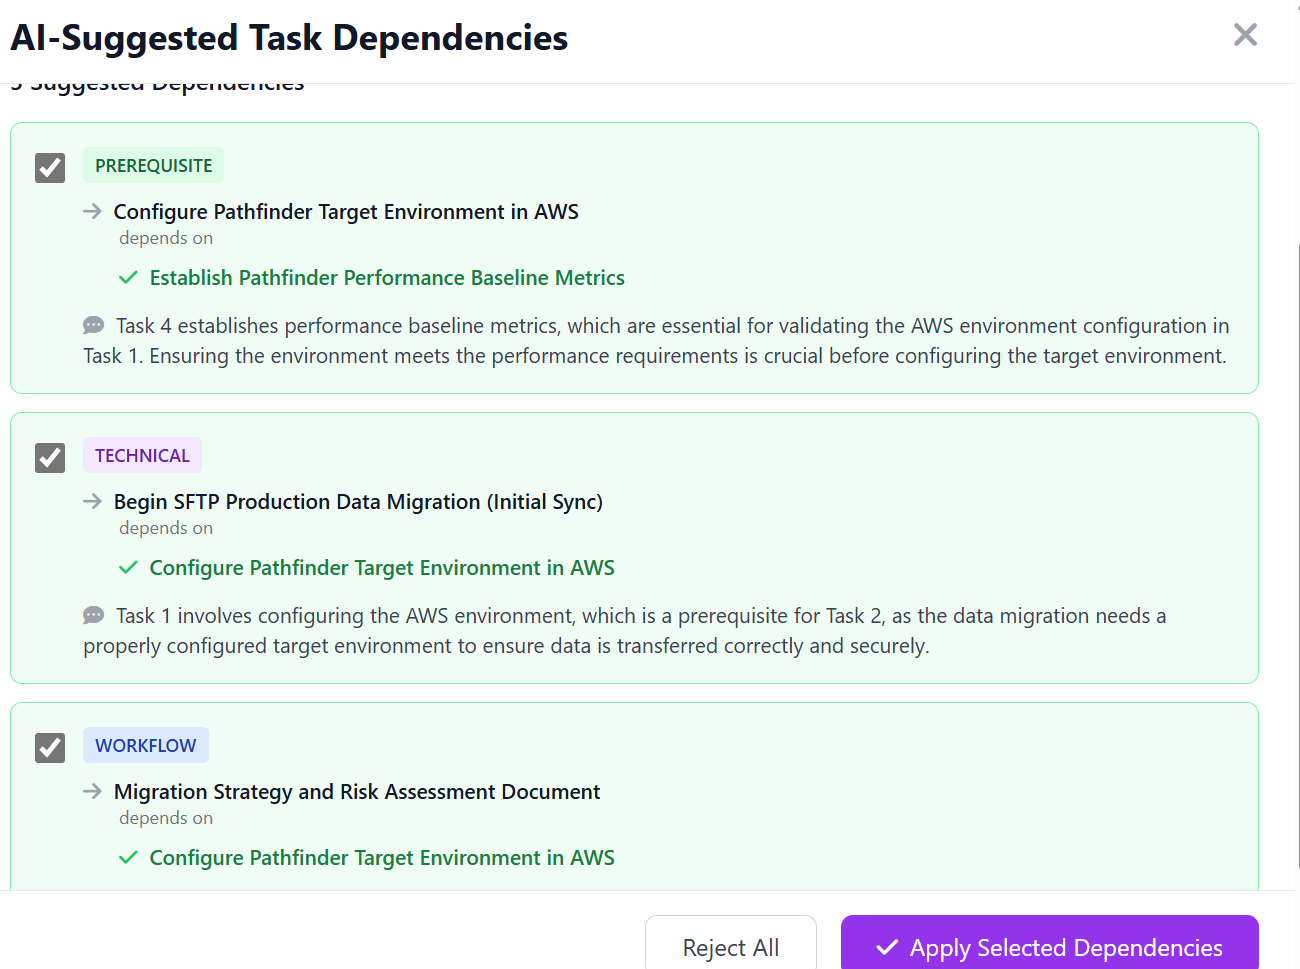 AI-Suggested Task Dependencies
Suggested Dependencies
PREREQUISITE
Configure Pathfinder Target Environment in AWS
depends on
Establish Pathfinder Performance Baseline Metrics
Task 4 establishes performance baseline metrics, which are essential for validating the AWS environment configuration in
Task 1. Ensuring the environment meets the performance requirements is crucial before configuring the target environment.
TECHNICAL
Begin SFTP Production Data Migration (Initial Sync)
depends on
Configure Pathfinder Target Environment in AWS
Task 1 involves configuring the AWS environment, which is a prerequisite for Task 2, as the data migration needs a
properly configured target environment to ensure data is transferred correctly and securely.
WORKFLOW
Migration Strategy and Risk Assessment Document
depends on
Configure Pathfinder Target Environment in AWS
Reject All
Apply Selected Dependencies